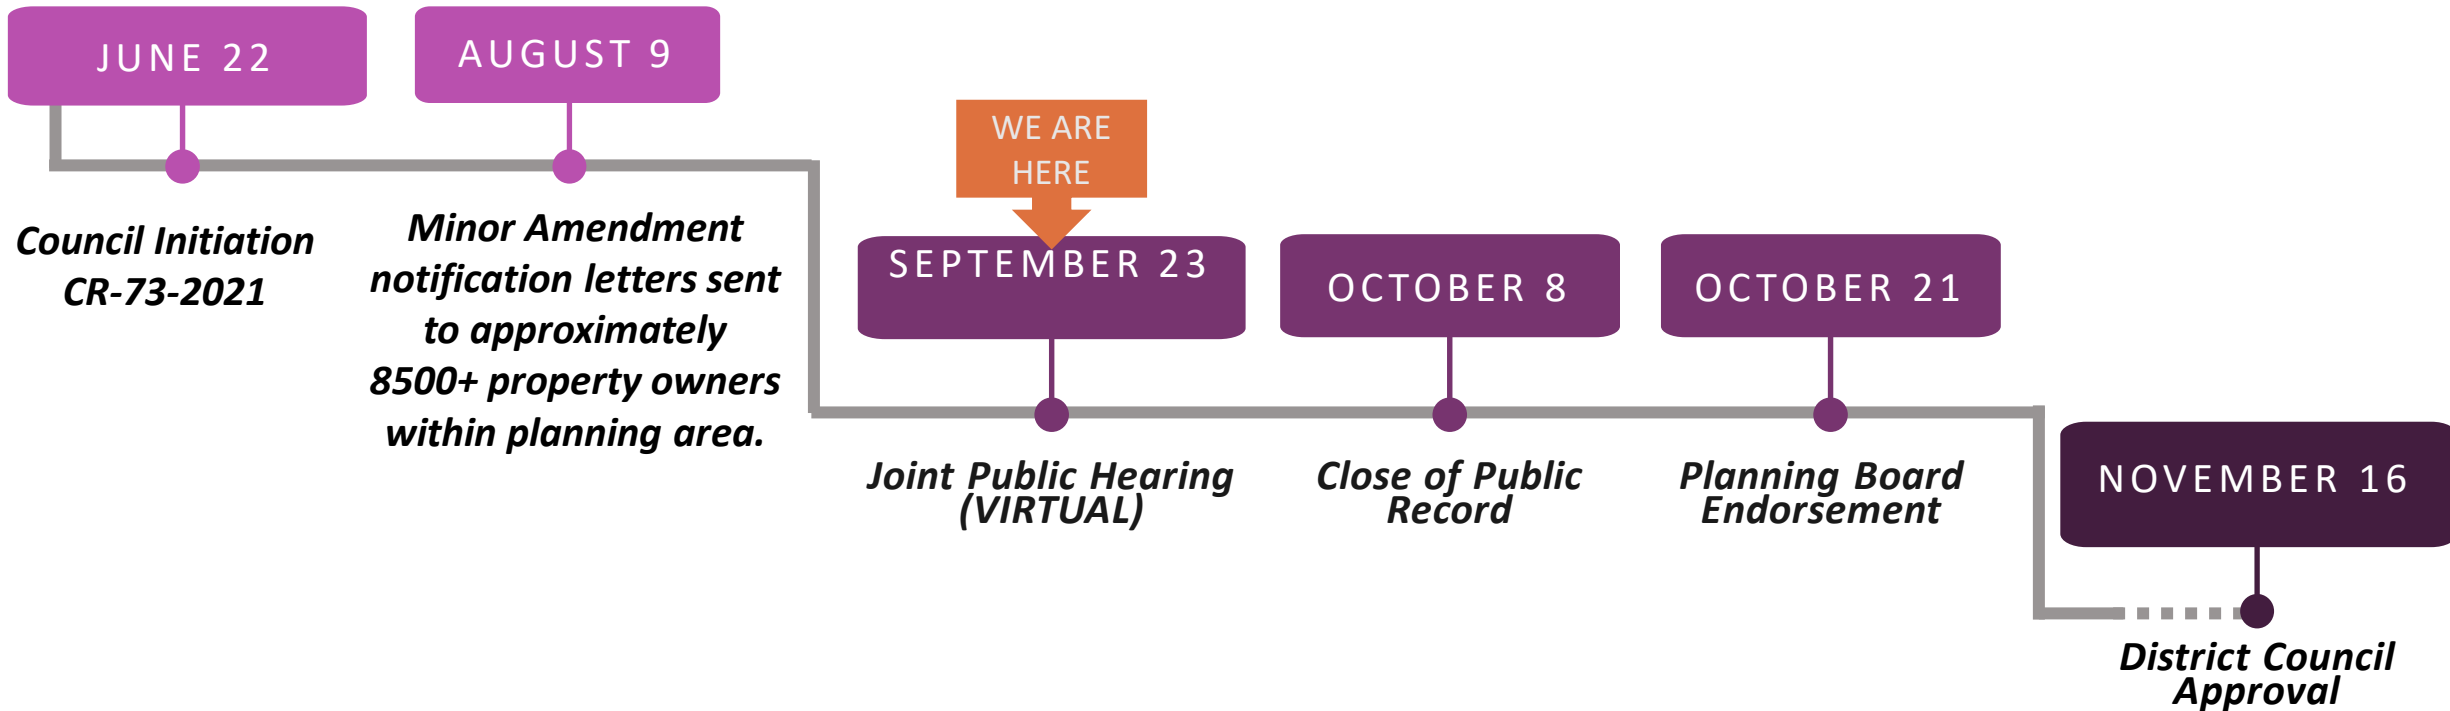 JUNE 22
Council Initiation
CR-73-2021
AUGUST 9
Minor Amendment
notification letters sent
to approximately
8500+ property owners
within planning area.
WE ARE
HERE
SEPTEMBER 23
Joint Public Hearing
(VIRTUAL)
OCTOBER 8
Close of Public
Record
OCTOBER 21
Planning Board
Endorsement
NOVEMBER 16
District Council
Approval